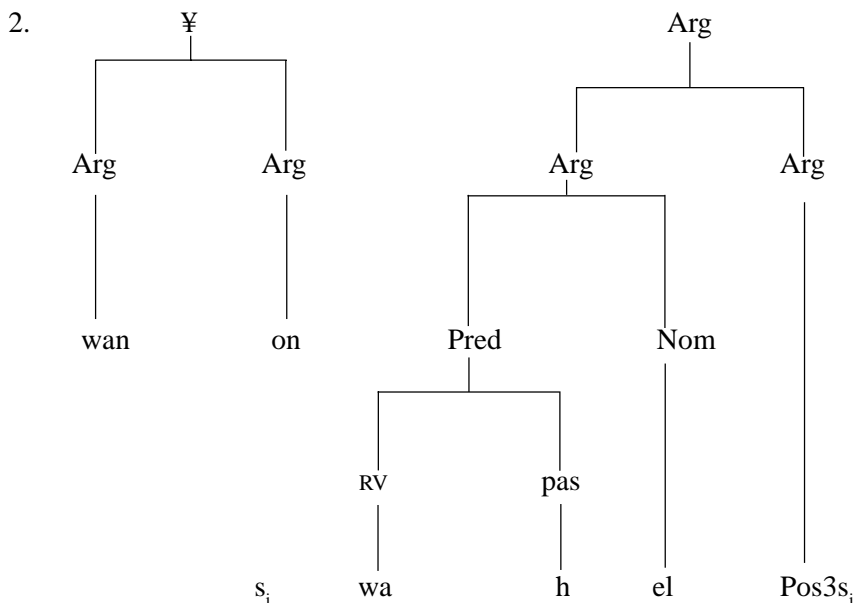 2. ¥ Arg
Arg Arg Arg Arg
wan on Pred Nom
RV pas
sᵢ wa h el Pos3sᵢ